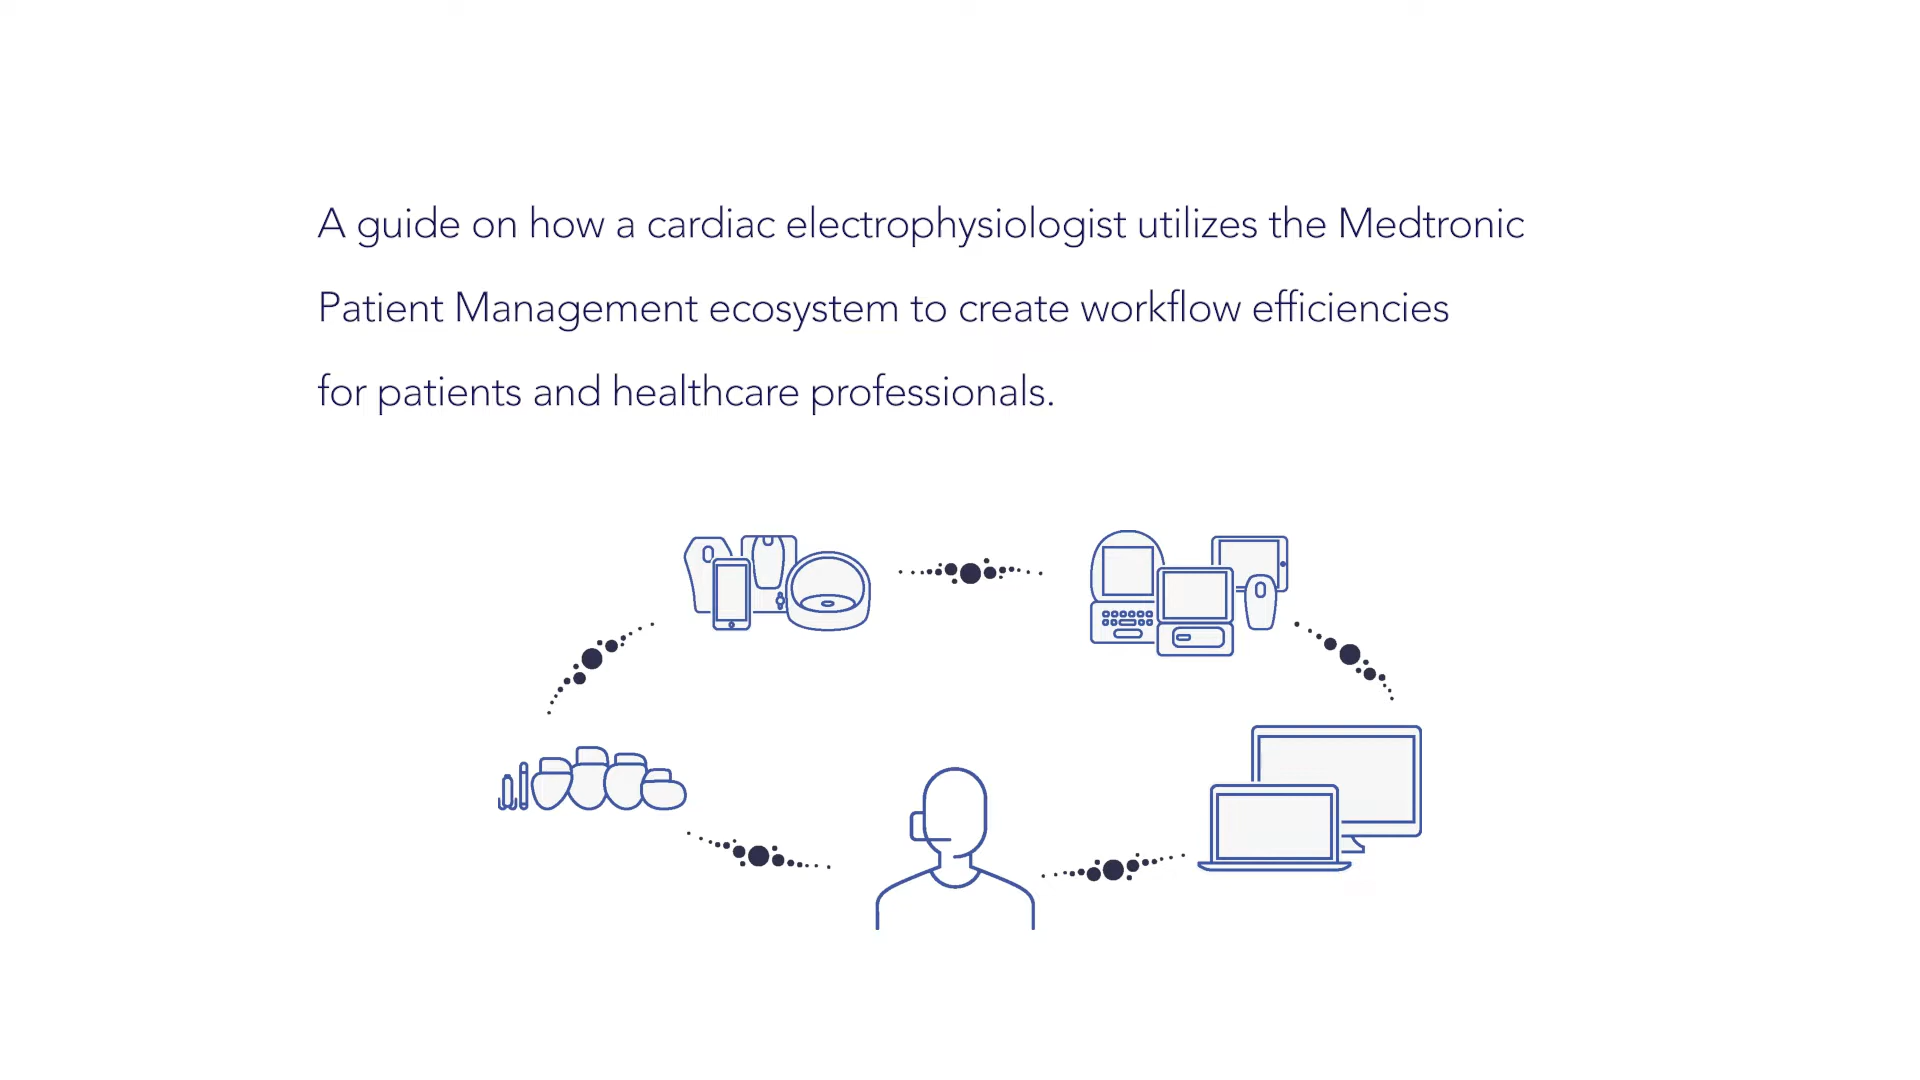 A guide on how a cardiac electrophysiologist utilizes the Medtronic
Patient Management ecosystem to create workflow efficiencies
for patients and healthcare professionals.